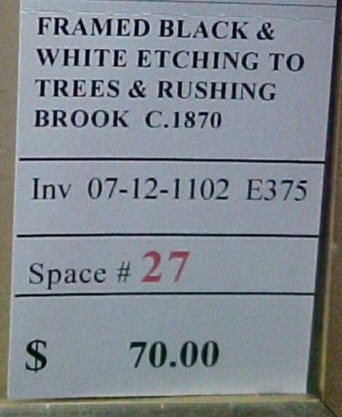 FRAMED BLACK &
WHITE ETCHING TO
TREES & RUSHING
BROOK C.1870
Inv 07-12-1102 E375
Space # 27
$ 70.00